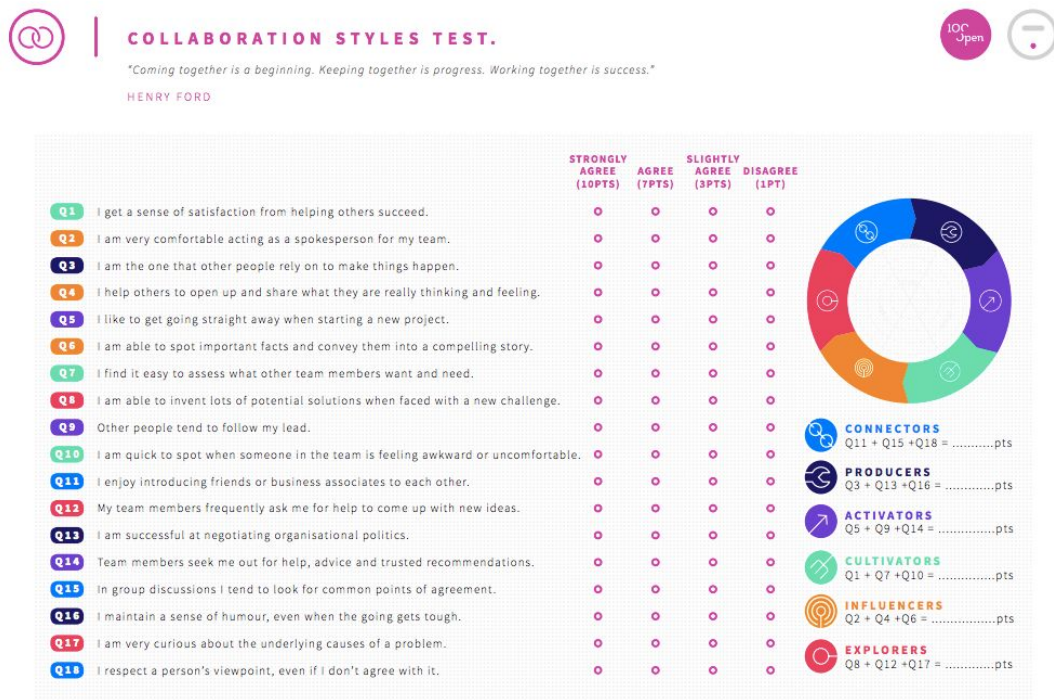 COLLABORATION STYLES TEST.
"Coming together is a beginning. Keeping together is progress. Working together is success."
HENRY FORD
100%Open
STRONGLY AGREE (10PTS)
AGREE (7PTS)
SLIGHTLY AGREE (3PTS)
DISAGREE (1PT)
Q1 I get a sense of satisfaction from helping others succeed.
Q2 I am very comfortable acting as a spokesperson for my team.
Q3 I am the one that other people rely on to make things happen.
Q4 I help others to open up and share what they are really thinking and feeling.
Q5 I like to get going straight away when starting a new project.
Q6 I am able to spot important facts and convey them into a compelling story.
Q7 I find it easy to assess what other team members want and need.
Q8 I am able to invent lots of potential solutions when faced with a new challenge.
Q9 Other people tend to follow my lead.
Q10 I am quick to spot when someone in the team is feeling awkward or uncomfortable.
Q11 I enjoy introducing friends or business associates to each other.
Q12 My team members frequently ask me for help to come up with new ideas.
Q13 I am successful at negotiating organisational politics.
Q14 Team members seek me out for help, advice and trusted recommendations.
Q15 In group discussions I tend to look for common points of agreement.
Q16 I maintain a sense of humour, even when the going gets tough.
Q17 I am very curious about the underlying causes of a problem.
Q18 I respect a person's viewpoint, even if I don't agree with it.
CONNECTORS
Q11 + Q15 +Q18 = ...........pts
PRODUCERS
Q3 + Q13 +Q16 = .............pts
ACTIVATORS
Q5 + Q9 +Q14 = ...............pts
CULTIVATORS
Q1 + Q7 +Q10 = ...............pts
INFLUENCERS
Q2 + Q4 +Q6 = .................pts
EXPLORERS
Q8 + Q12 +Q17 = .............pts